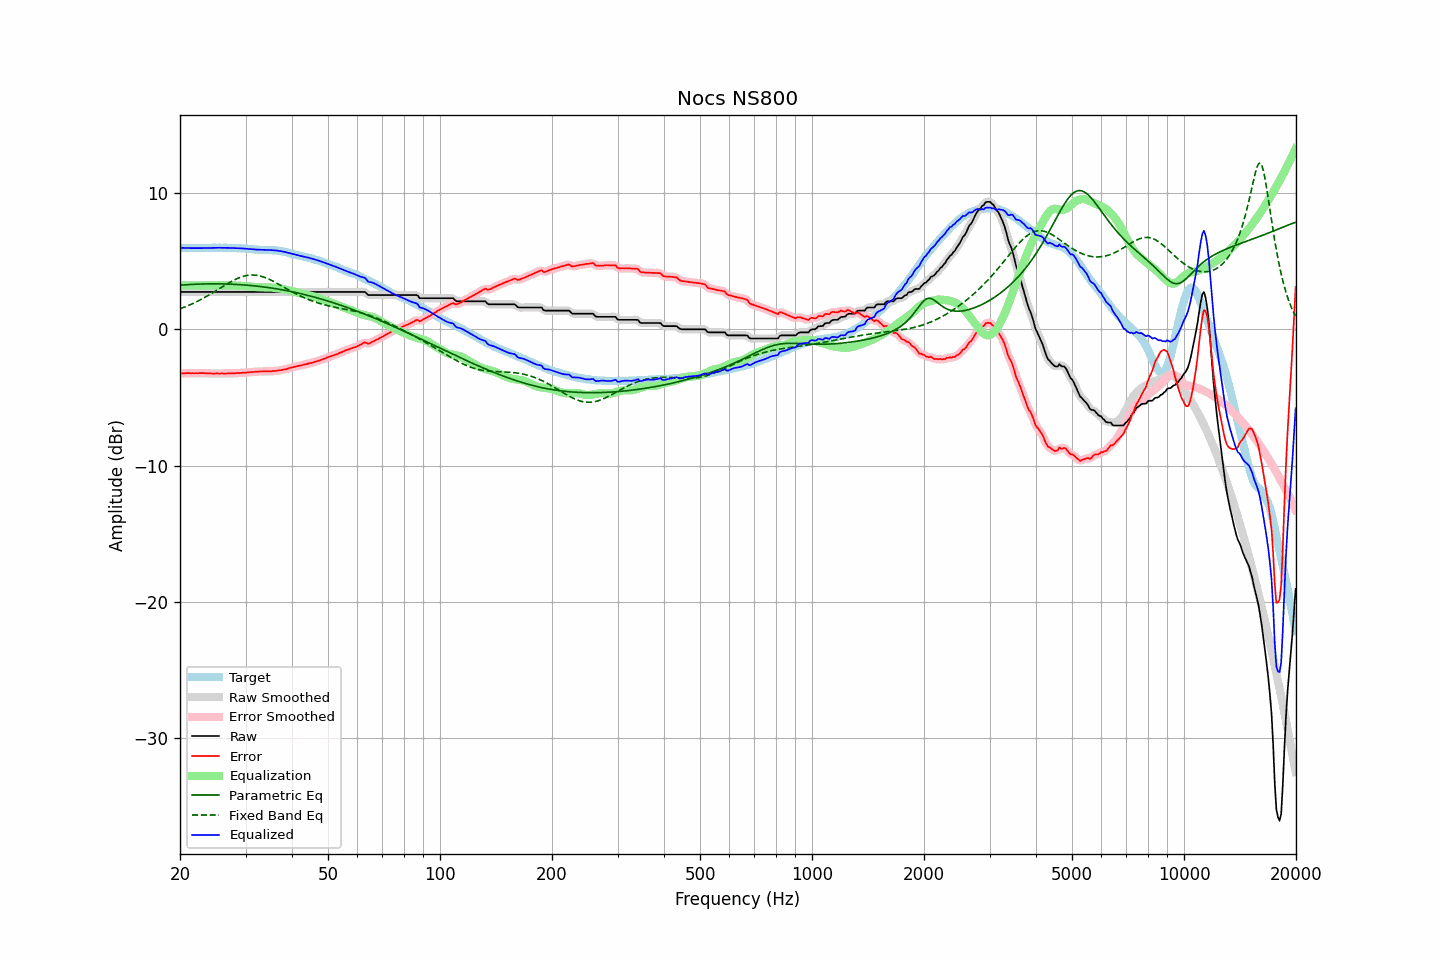 Nocs NS800
Amplitude (dBr)
10
0
−10
−20
−30
Target
Raw Smoothed
Error Smoothed
Raw
Error
Equalization
Parametric Eq
Fixed Band Eq
Equalized
20 50 100 200 500 1000 2000 5000 10000 20000
Frequency (Hz)